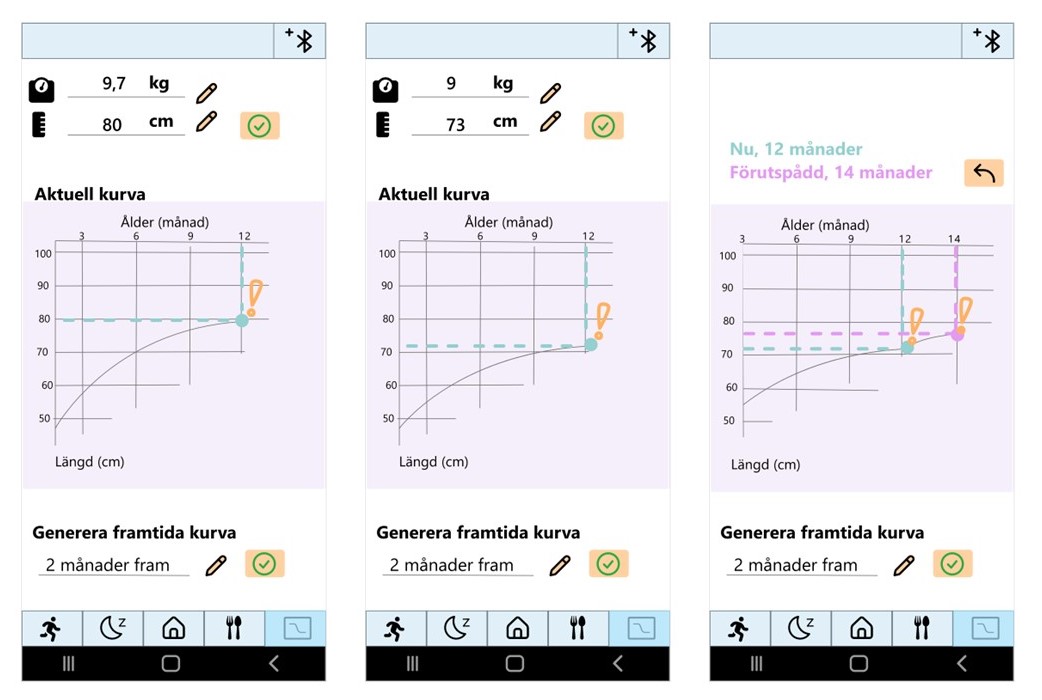 9,7 kg
80 cm
Aktuell kurva
Ålder (månad)
3 6 9 12
100
90
80
70
60
50
Längd (cm)
Generera framtida kurva
2 månader fram
z
9 kg
73 cm
Aktuell kurva
Ålder (månad)
3 6 9 12
100
90
80
70
60
50
Längd (cm)
Generera framtida kurva
2 månader fram
z
Nu, 12 månader
Förutspådd, 14 månader
Ålder (månad)
3 6 9 12 14
100
90
80
70
60
50
Längd (cm)
Generera framtida kurva
2 månader fram
z